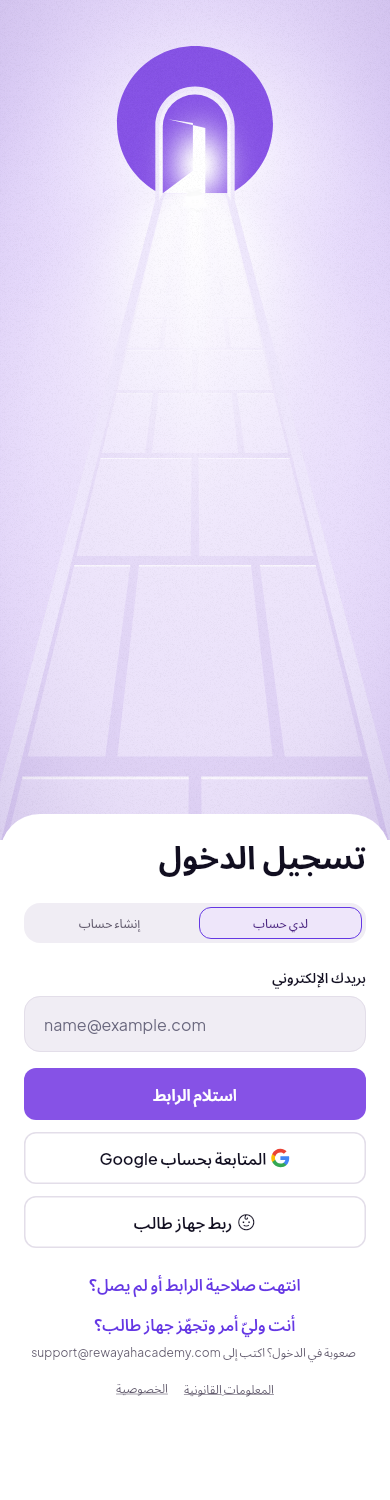 تسجيل الدخول
لدي حساب
إنشاء حساب
بريدك الإلكتروني
name@example.com
استلام الرابط
المتابعة بحساب Google
ربط جهاز طالب
انتهت صلاحية الرابط أو لم يصل؟
أنت وليّ أمر وتجهّز جهاز طالب؟
صعوبة في الدخول؟ اكتب إلى support@rewayahacademy.com
المعلومات القانونية
الخصوصية